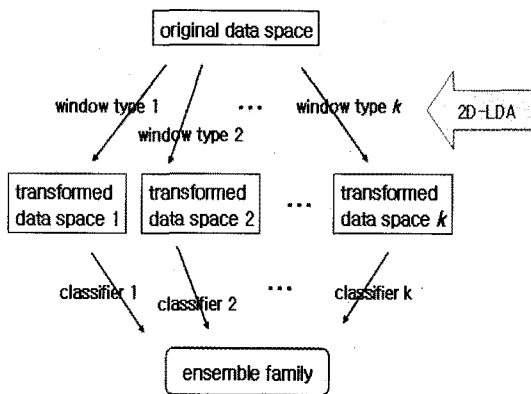 original data space
window type 1
window type 2
...
window type k
2D-LDA
transformed
data space 1
transformed
data space 2
...
transformed
data space k
classifier 1
classifier 2
...
classifier k
ensemble family